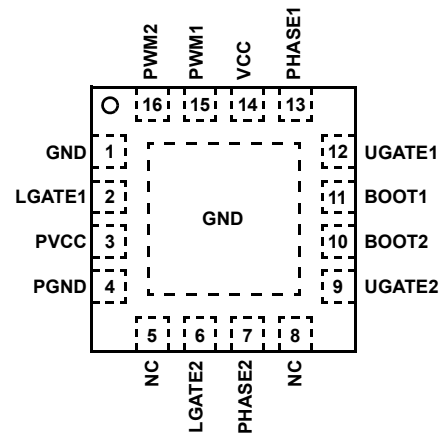 PWM2 PWM1 VCC PHASE1
16 15 14 13
GND 1 12 UGATE1
LGATE1 2 11 BOOT1
GND
PVCC 3 10 BOOT2
PGND 4 9 UGATE2
5 6 7 8
NC LGATE2 PHASE2 NC